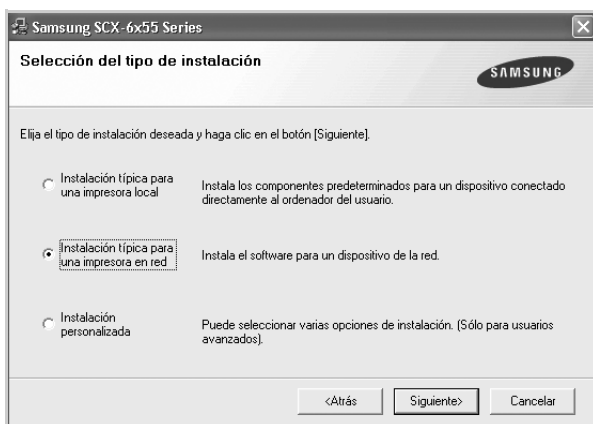 Samsung SCX-6x55 Series
Selección del tipo de instalación
SAMSUNG
Elija el tipo de instalación deseada y haga clic en el botón [Siguiente].
Instalación típica para
una impresora local
Instala los componentes predeterminados para un dispositivo conectado
directamente al ordenador del usuario.
Instalación típica para
una impresora en red
Instala el software para un dispositivo de la red.
Instalación
personalizada
Puede seleccionar varias opciones de instalación. (Sólo para usuarios
avanzados).
<Atrás
Siguiente>
Cancelar